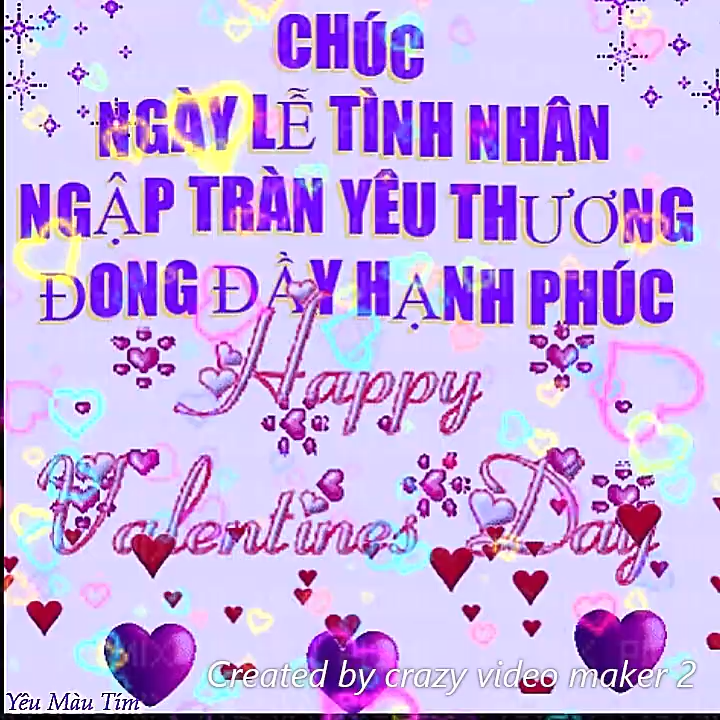 CHÚC
NGÀY LỄ TÌNH NHÂN
NGẬP TRÀN YÊU THƯƠNG
ĐONG ĐẦY HẠNH PHÚC
Happy
Valentines Day
Created by crazy video maker 2
Yêu Màu Tím